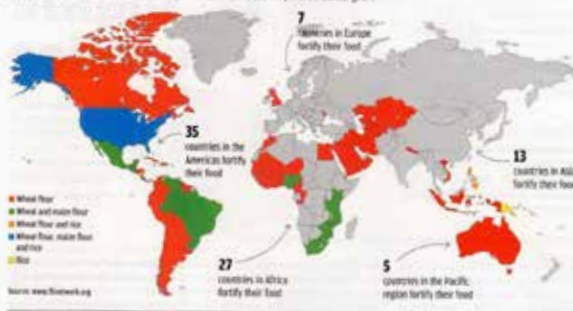 7
countries in Europe
fortify their food
35
countries in the
Americas fortify
their food
13
countries in Asia
fortify their food
Wheat flour
Wheat and maize flour
Wheat flour and rice
Wheat flour, maize flour
and rice
Rice
27
countries in Africa
fortify their food
5
countries in the Pacific
region fortify their food
Source: www.ffinetwork.org